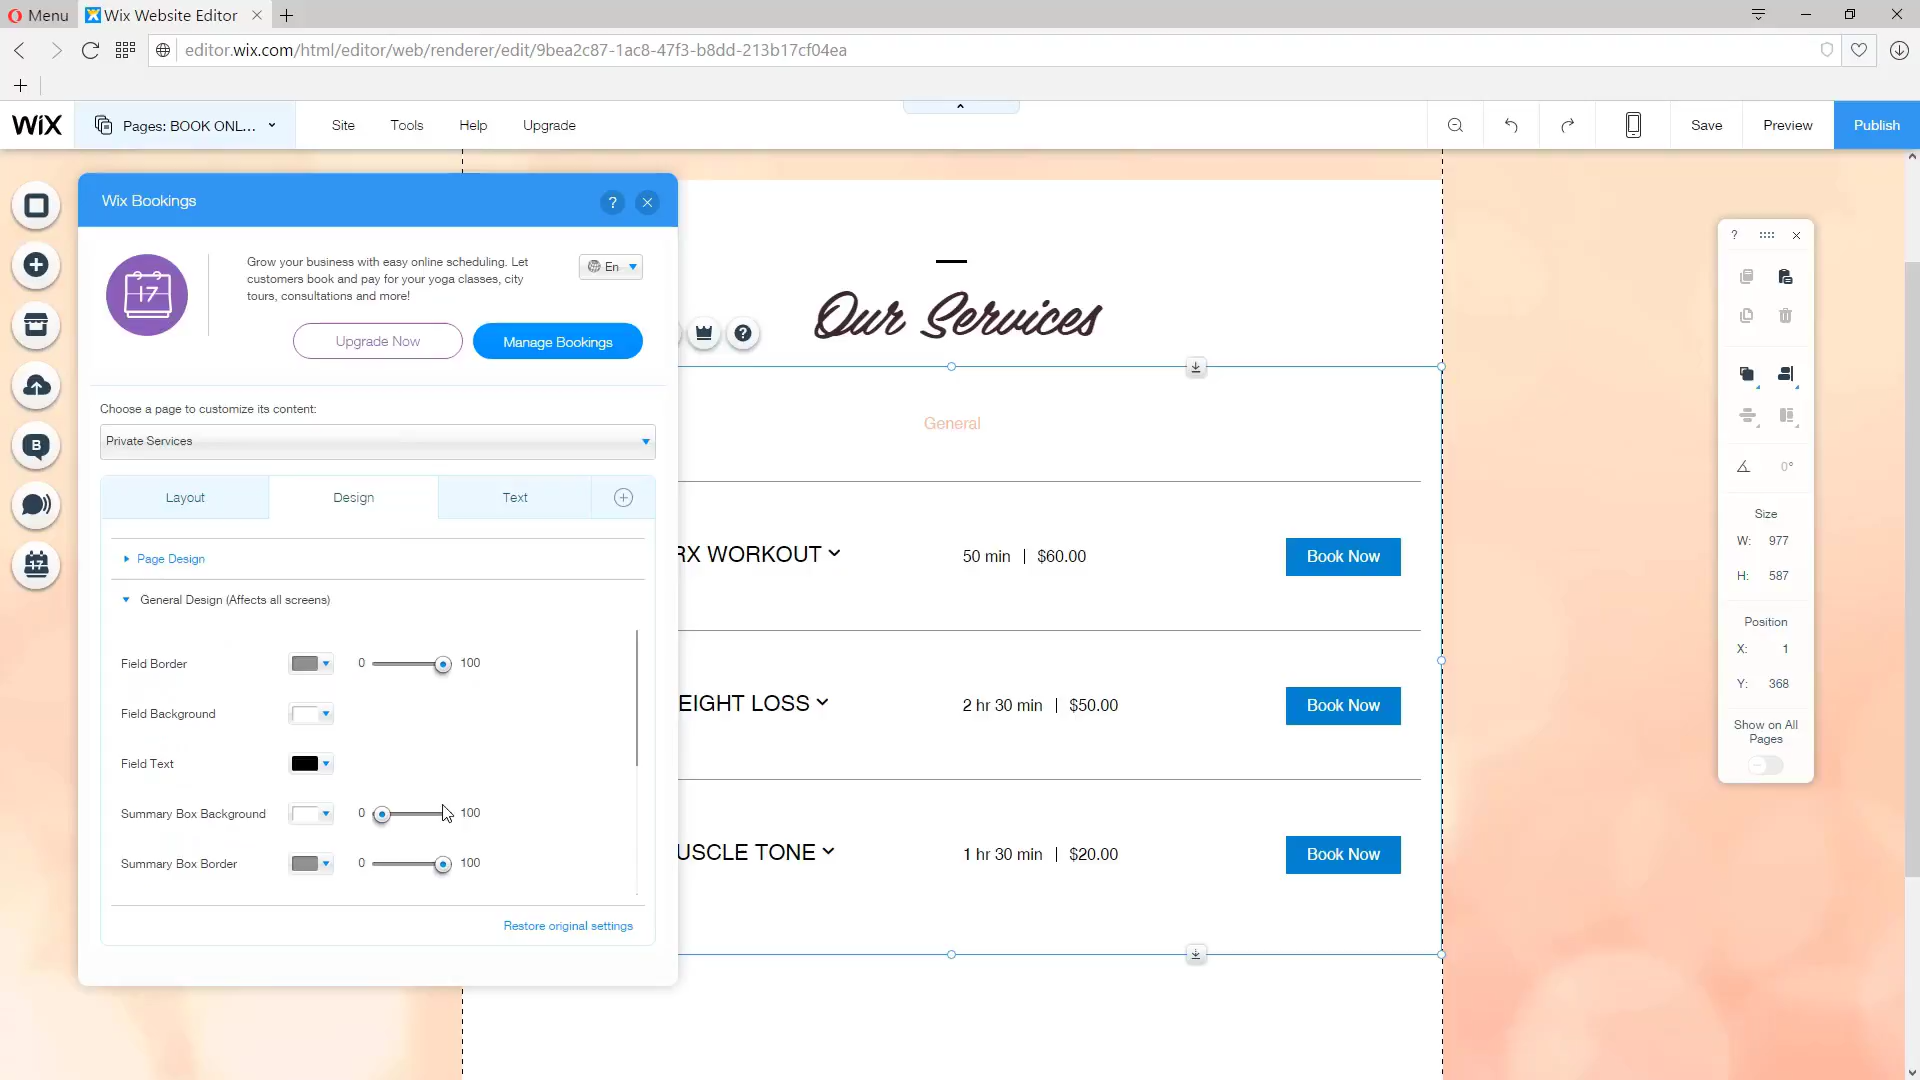 Menu
Wix Website Editor
editor.wix.com/html/editor/web/renderer/edit/9bea2c87-1ac8-47f3-b8dd-213b17cf04ea
WiX
Pages: BOOK ONL...
Site
Tools
Help
Upgrade
Save
Preview
Publish
Wix Bookings
?
Grow your business with easy online scheduling. Let
customers book and pay for your yoga classes, city
tours, consultations and more!
En
17
Upgrade Now
Manage Bookings
Choose a page to customize its content:
Private Services
Layout
Design
Text
Page Design
General Design (Affects all screens)
Field Border
0
100
Field Background
Field Text
Summary Box Background
0
100
Summary Box Border
0
100
Restore original settings
B
17
Our Services
?
General
RX WORKOUT
50 min | $60.00
Book Now
EIGHT LOSS
2 hr 30 min | $50.00
Book Now
USCLE TONE
1 hr 30 min | $20.00
Book Now
?
0°
Size
W: 977
H: 587
Position
X: 1
Y: 368
Show on All
Pages